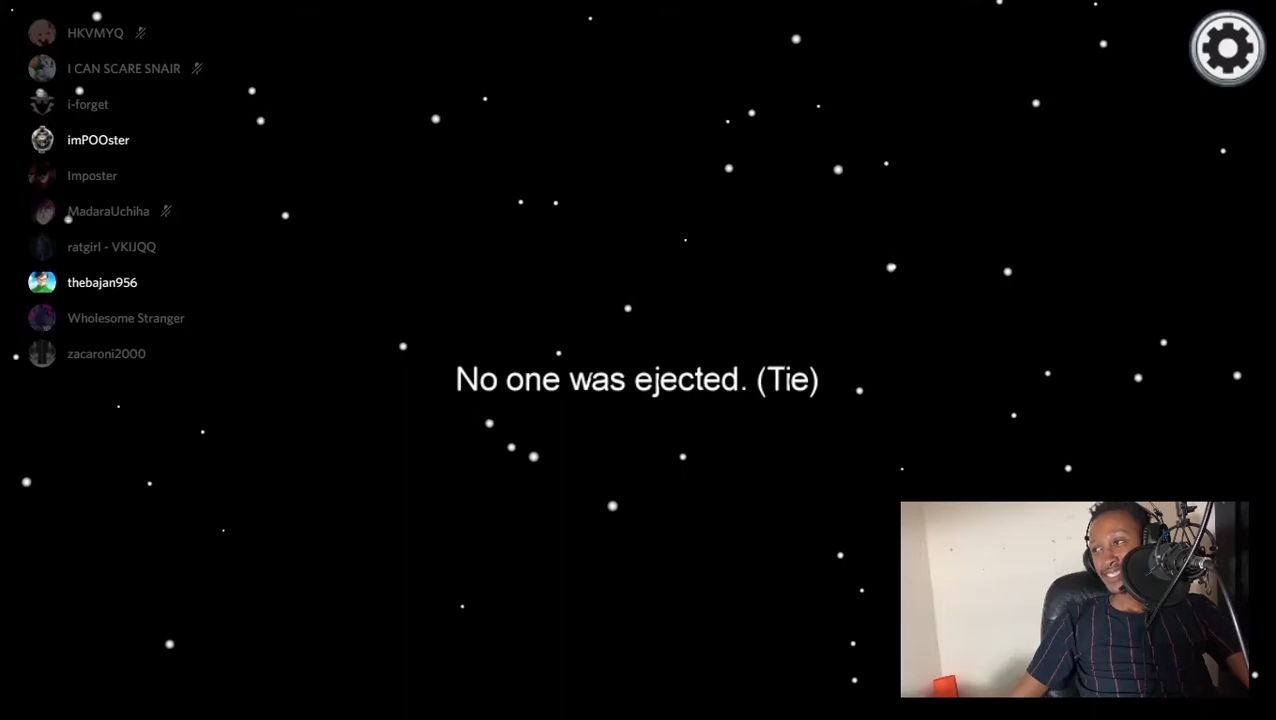 HKVMYQ
I CAN SCARE SNAIR
i-forget
imPOOster
Imposter
MadaraUchiha
ratgirl - VKIJQQ
thebajan956
Wholesome Stranger
zacaroni2000
No one was ejected. (Tie)